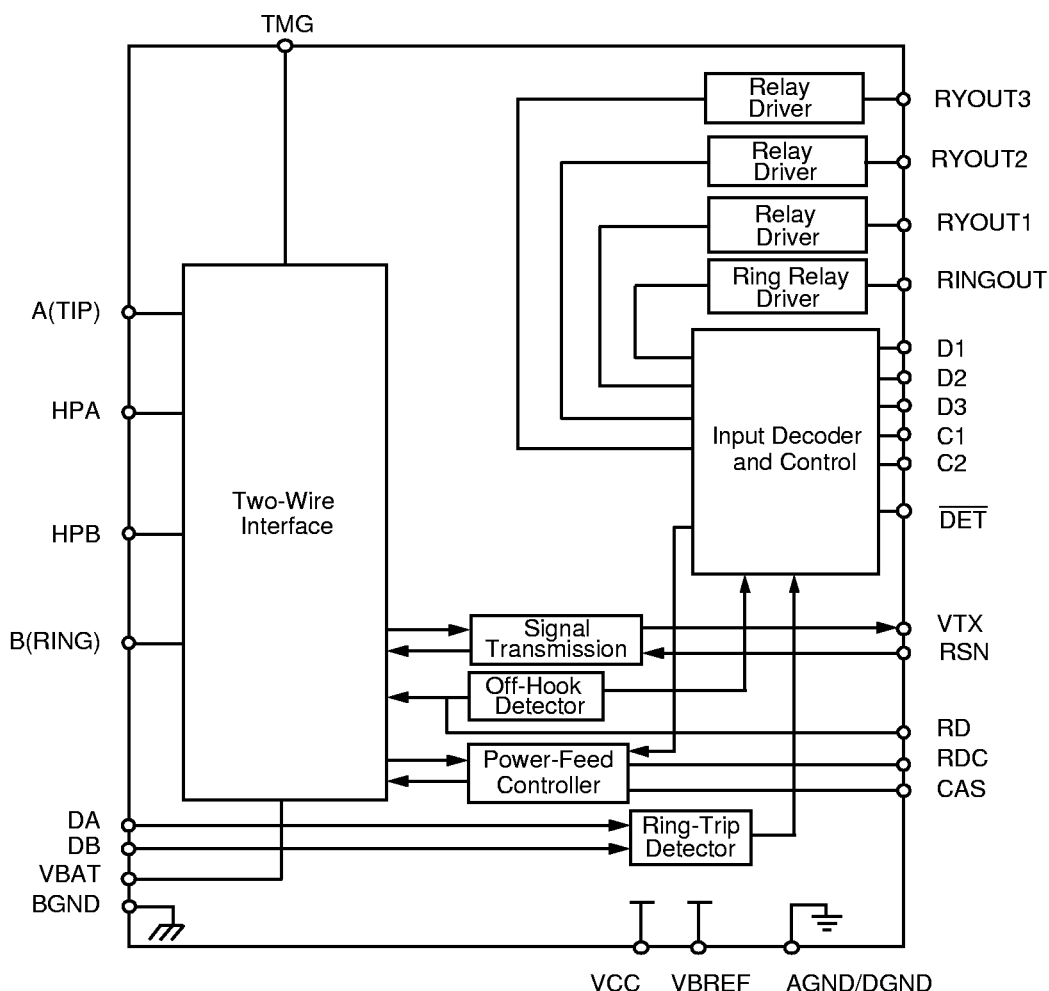 TMG
Relay
Driver
RYOUT3
Relay
Driver
RYOUT2
Relay
Driver
RYOUT1
Ring Relay
Driver
RINGOUT
A(TIP)
HPA
HPB
B(RING)
Two-Wire
Interface
Input Decoder
and Control
D1
D2
D3
C1
C2
DET
Signal
Transmission
VTX
RSN
Off-Hook
Detector
RD
Power-Feed
Controller
RDC
CAS
DA
DB
VBAT
BGND
Ring-Trip
Detector
VCC
VBREF
AGND/DGND